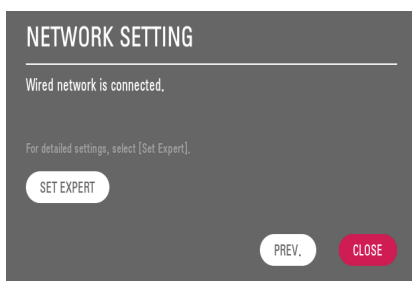 NETWORK SETTING
Wired network is connected.
For detailed settings, select [Set Expert].
SET EXPERT
PREV.
CLOSE